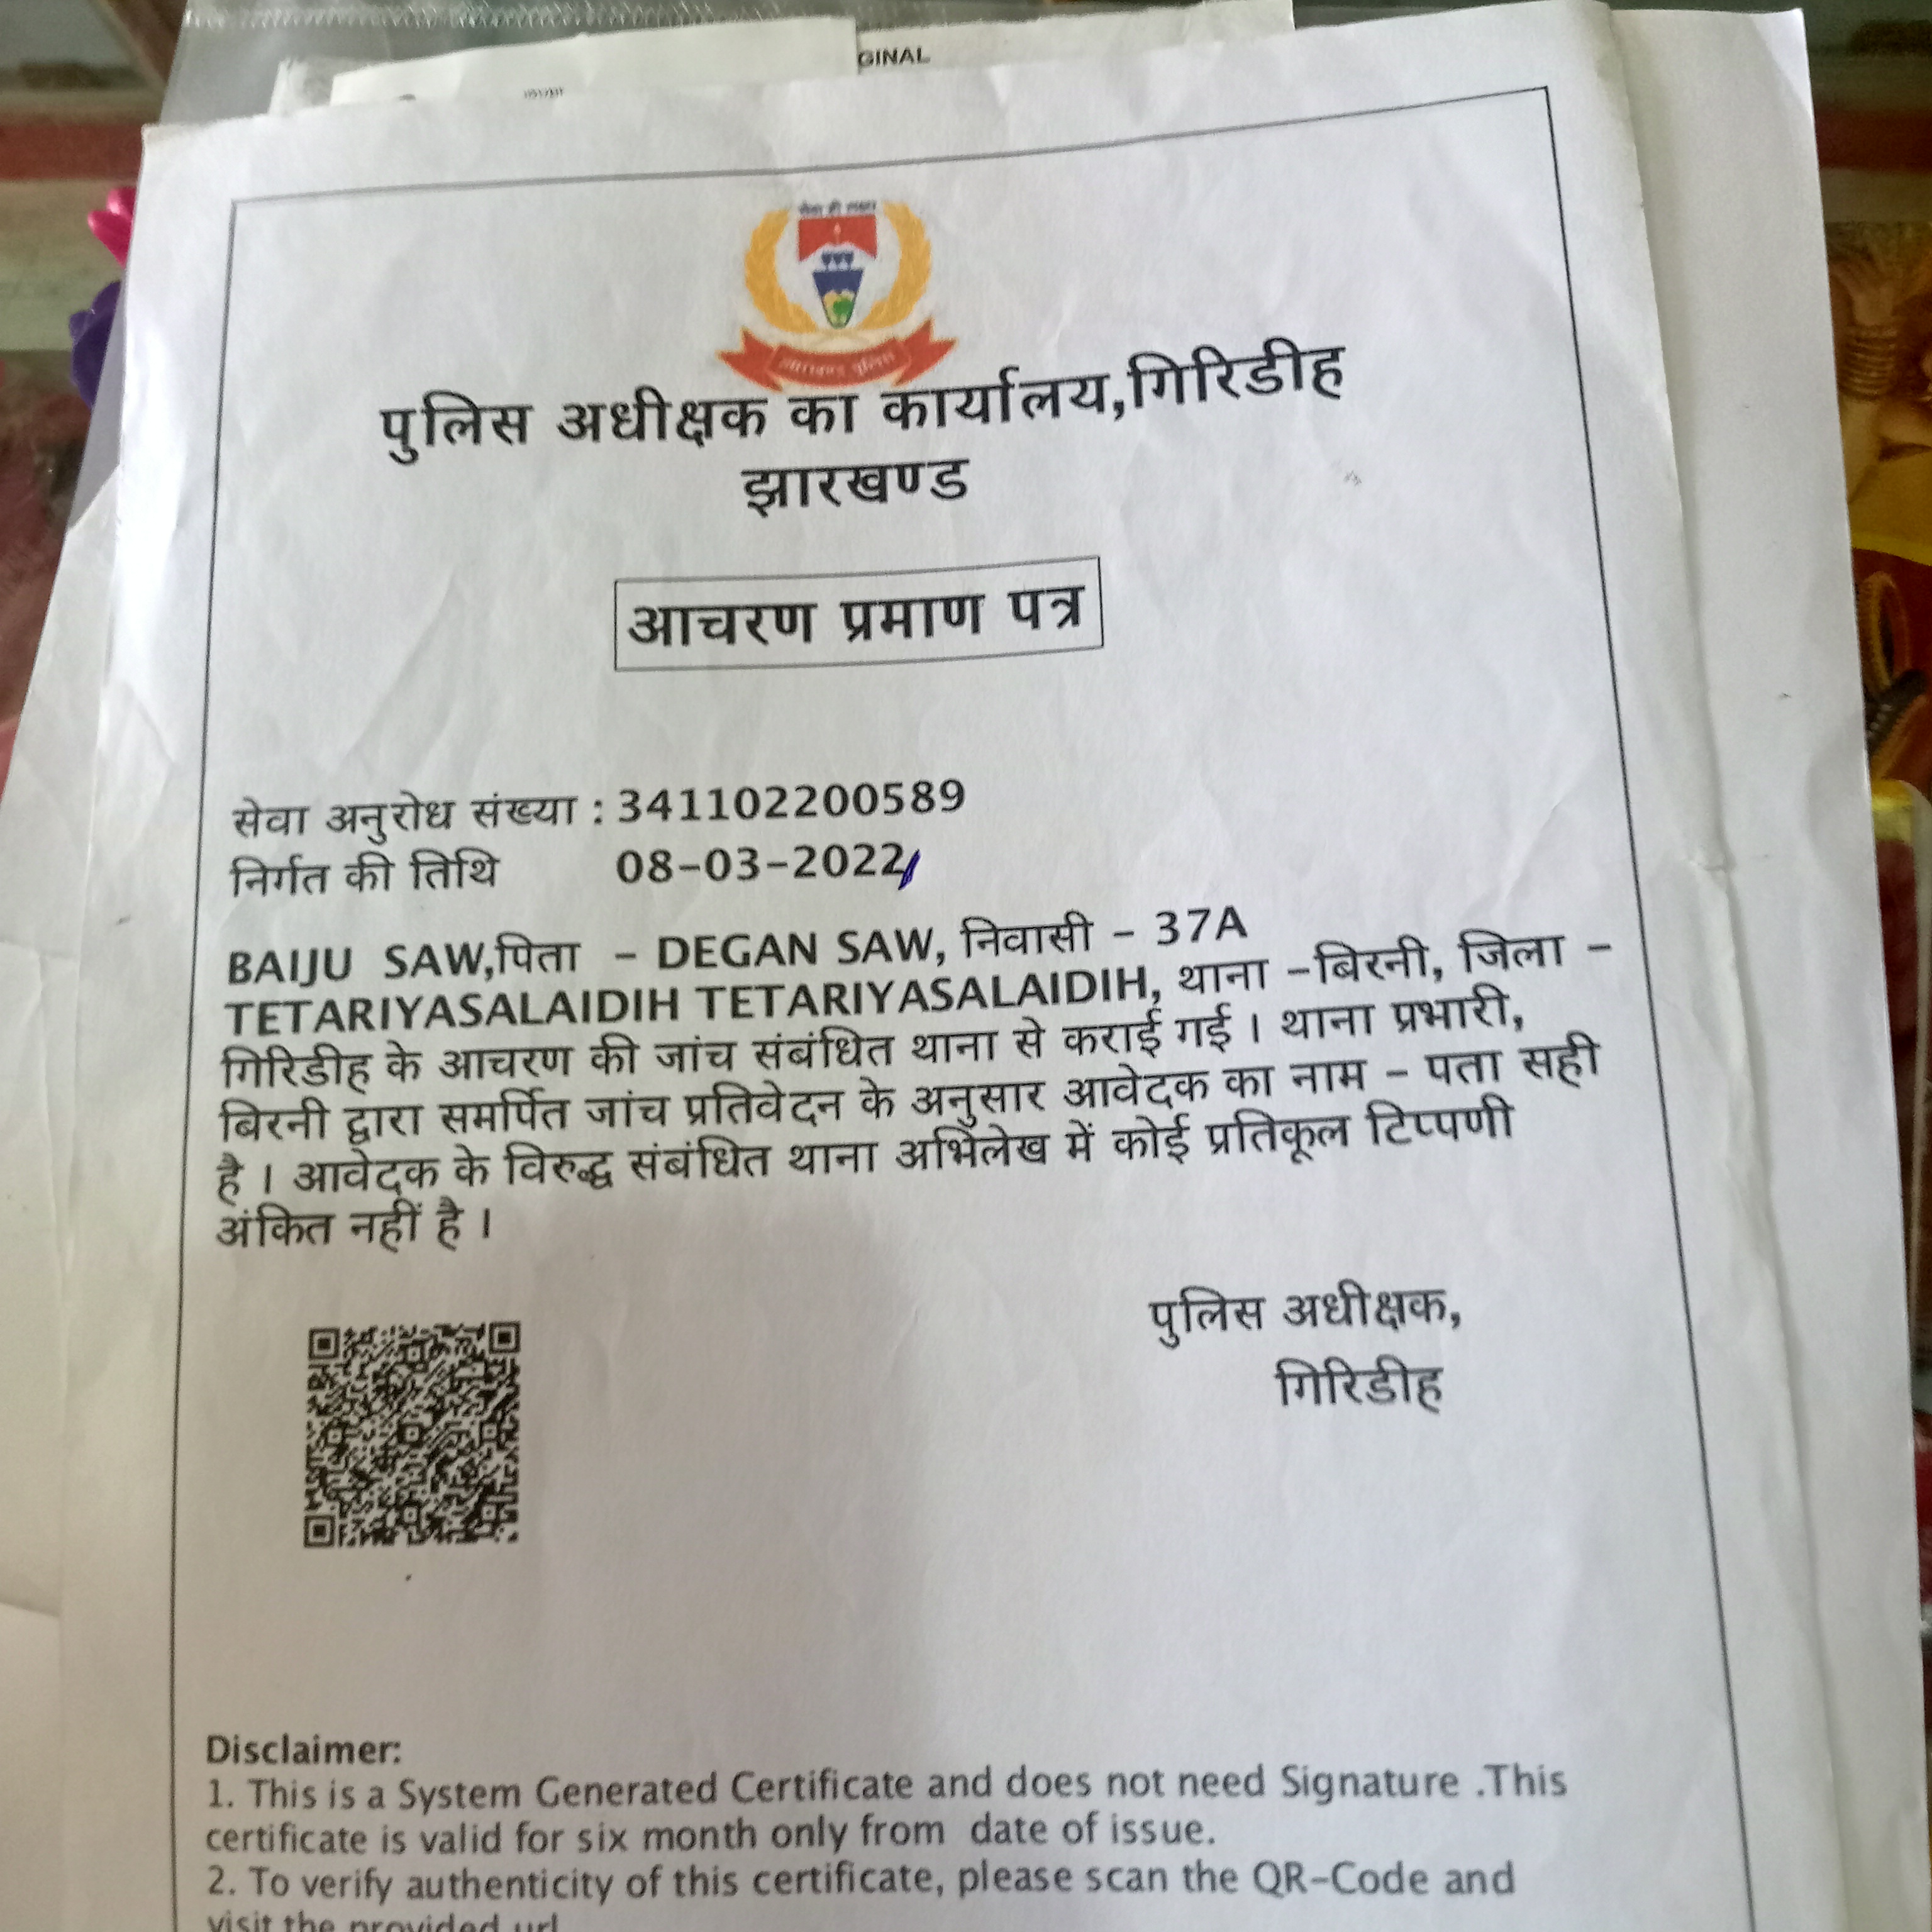 GINAL
पुलिस अधीक्षक का कार्यालय,गिरिडीह
झारखण्ड
आचरण प्रमाण पत्र
सेवा अनुरोध संख्या : 341102200589
निर्गत की तिथि 08-03-2022
BAIJU SAW,पिता - DEGAN SAW, निवासी - 37A
TETARIYASALAIDIH TETARIYASALAIDIH, थाना -बिरनी, जिला -
गिरिडीह के आचरण की जांच संबंधित थाना से कराई गई । थाना प्रभारी,
बिरनी द्वारा समर्पित जांच प्रतिवेदन के अनुसार आवेदक का नाम - पता सही
है । आवेदक के विरुद्ध संबंधित थाना अभिलेख में कोई प्रतिकूल टिप्पणी
अंकित नहीं है ।
पुलिस अधीक्षक,
गिरिडीह
Disclaimer:
1. This is a System Generated Certificate and does not need Signature .This
certificate is valid for six month only from date of issue.
2. To verify authenticity of this certificate, please scan the QR-Code and
visit the provided url